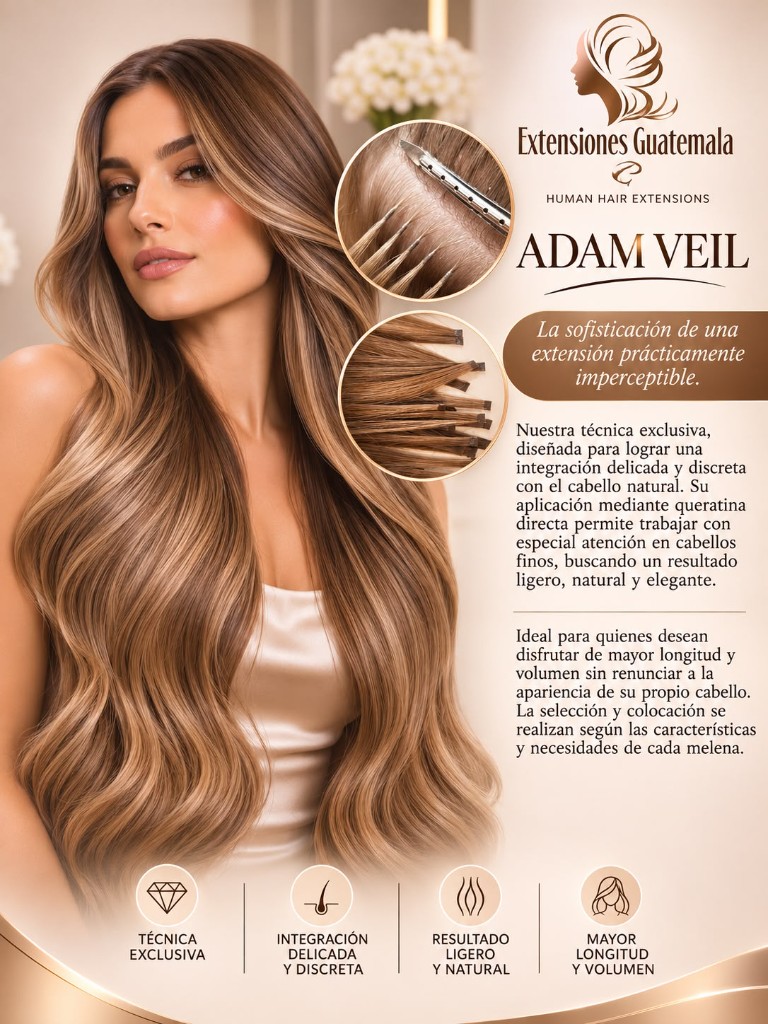 Extensiones Guatemala
HUMAN HAIR EXTENSIONS
ADAM VEIL
La sofisticación de una
extensión prácticamente
imperceptible.
Nuestra técnica exclusiva,
diseñada para lograr una
integración delicada y discreta
con el cabello natural. Su
aplicación mediante queratina
directa permite trabajar con
especial atención en cabellos
finos, buscando un resultado
ligero, natural y elegante.
Ideal para quienes desean
disfrutar de mayor longitud y
volumen sin renunciar a la
apariencia de su propio cabello.
La selección y colocación se
realizan según las características
y necesidades de cada melena.
TÉCNICA
EXCLUSIVA
INTEGRACIÓN
DELICADA
Y DISCRETA
RESULTADO
LIGERO
Y NATURAL
MAYOR
LONGITUD
Y VOLUMEN